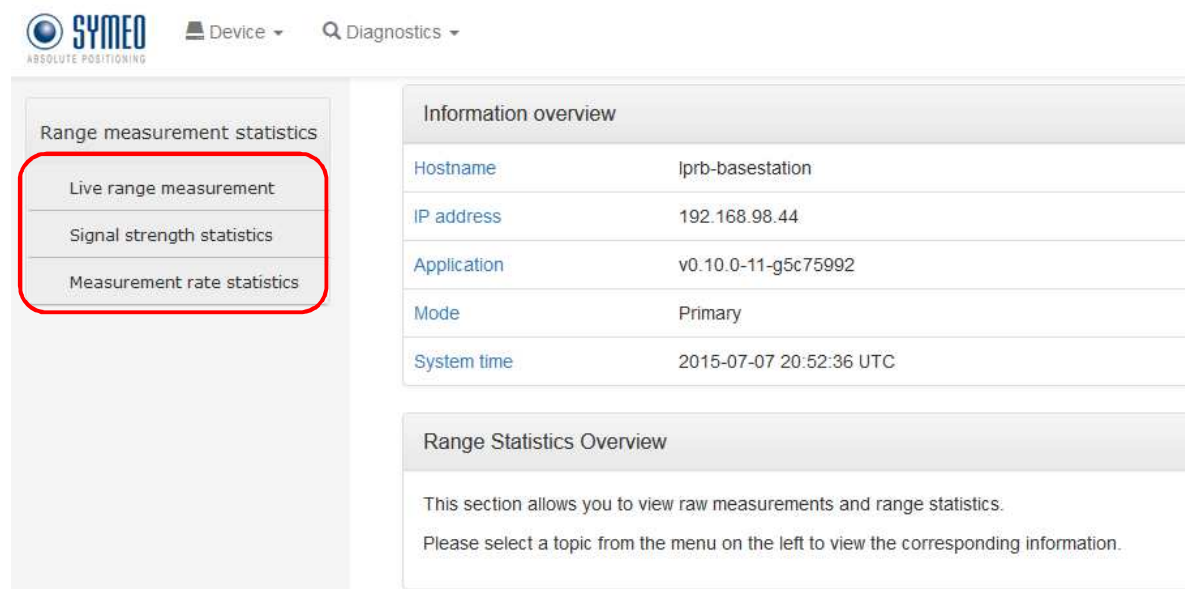 SYMEO
ABSOLUTE POSITIONING
Device
Diagnostics
Range measurement statistics
Live range measurement
Signal strength statistics
Measurement rate statistics
Information overview
Hostname lprb-basestation
IP address 192.168.98.44
Application v0.10.0-11-g5c75992
Mode Primary
System time 2015-07-07 20:52:36 UTC
Range Statistics Overview
This section allows you to view raw measurements and range statistics.
Please select a topic from the menu on the left to view the corresponding information.